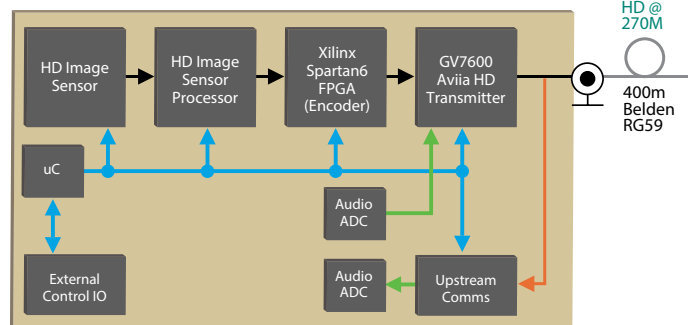 HD @
270M
HD Image
Sensor
HD Image
Sensor
Processor
Xilinx
Spartan6
FPGA
(Encoder)
GV7600
Aviia HD
Transmitter
400m
Belden
RG59
uC
Audio
ADC
External
Control IO
Audio
ADC
Upstream
Comms